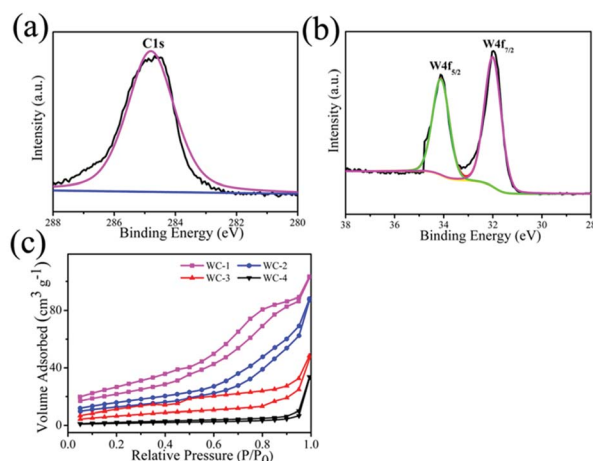 (a)
C1s
Intensity (a.u.)
288 286 284 282 280
Binding Energy (eV)
(b)
W4f5/2
W4f7/2
Intensity (a.u.)
38 36 34 32 30 28
Binding Energy (eV)
(c)
WC-1 WC-2
WC-3 WC-4
Volume Adsorbed (cm3 g-1)
80
40
0
0.0 0.2 0.4 0.6 0.8 1.0
Relative Pressure (P/P0)